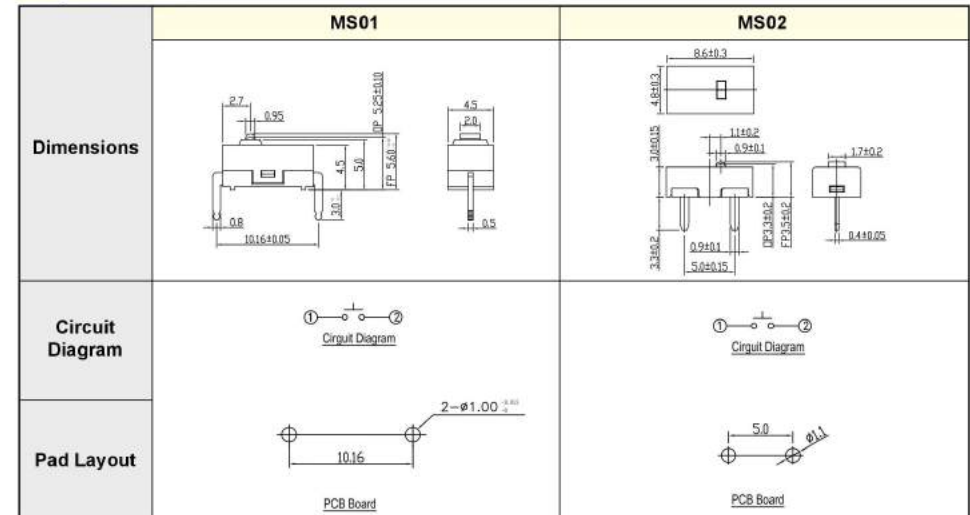 MS01
MS02
Dimensions
2.7
0.95
OP 5.25±0.10
FP 5.60
5.0
4.5
3.0
0.8
10.16±0.05
4.5
2.0
0.5
8.6±0.3
4.8±0.3
1.1±0.2
0.9±0.1
3.0±0.15
1.7±0.2
OP3.3±0.2
FP3.5±0.2
3.3±0.2
0.9±0.1
5.0±0.15
0.4±0.05
Circuit
Diagram
① ②
Cirguit Diagram
① ②
Cirguit Diagram
Pad Layout
2-ø1.00
10.16
PCB Board
5.0
ø1.1
PCB Board